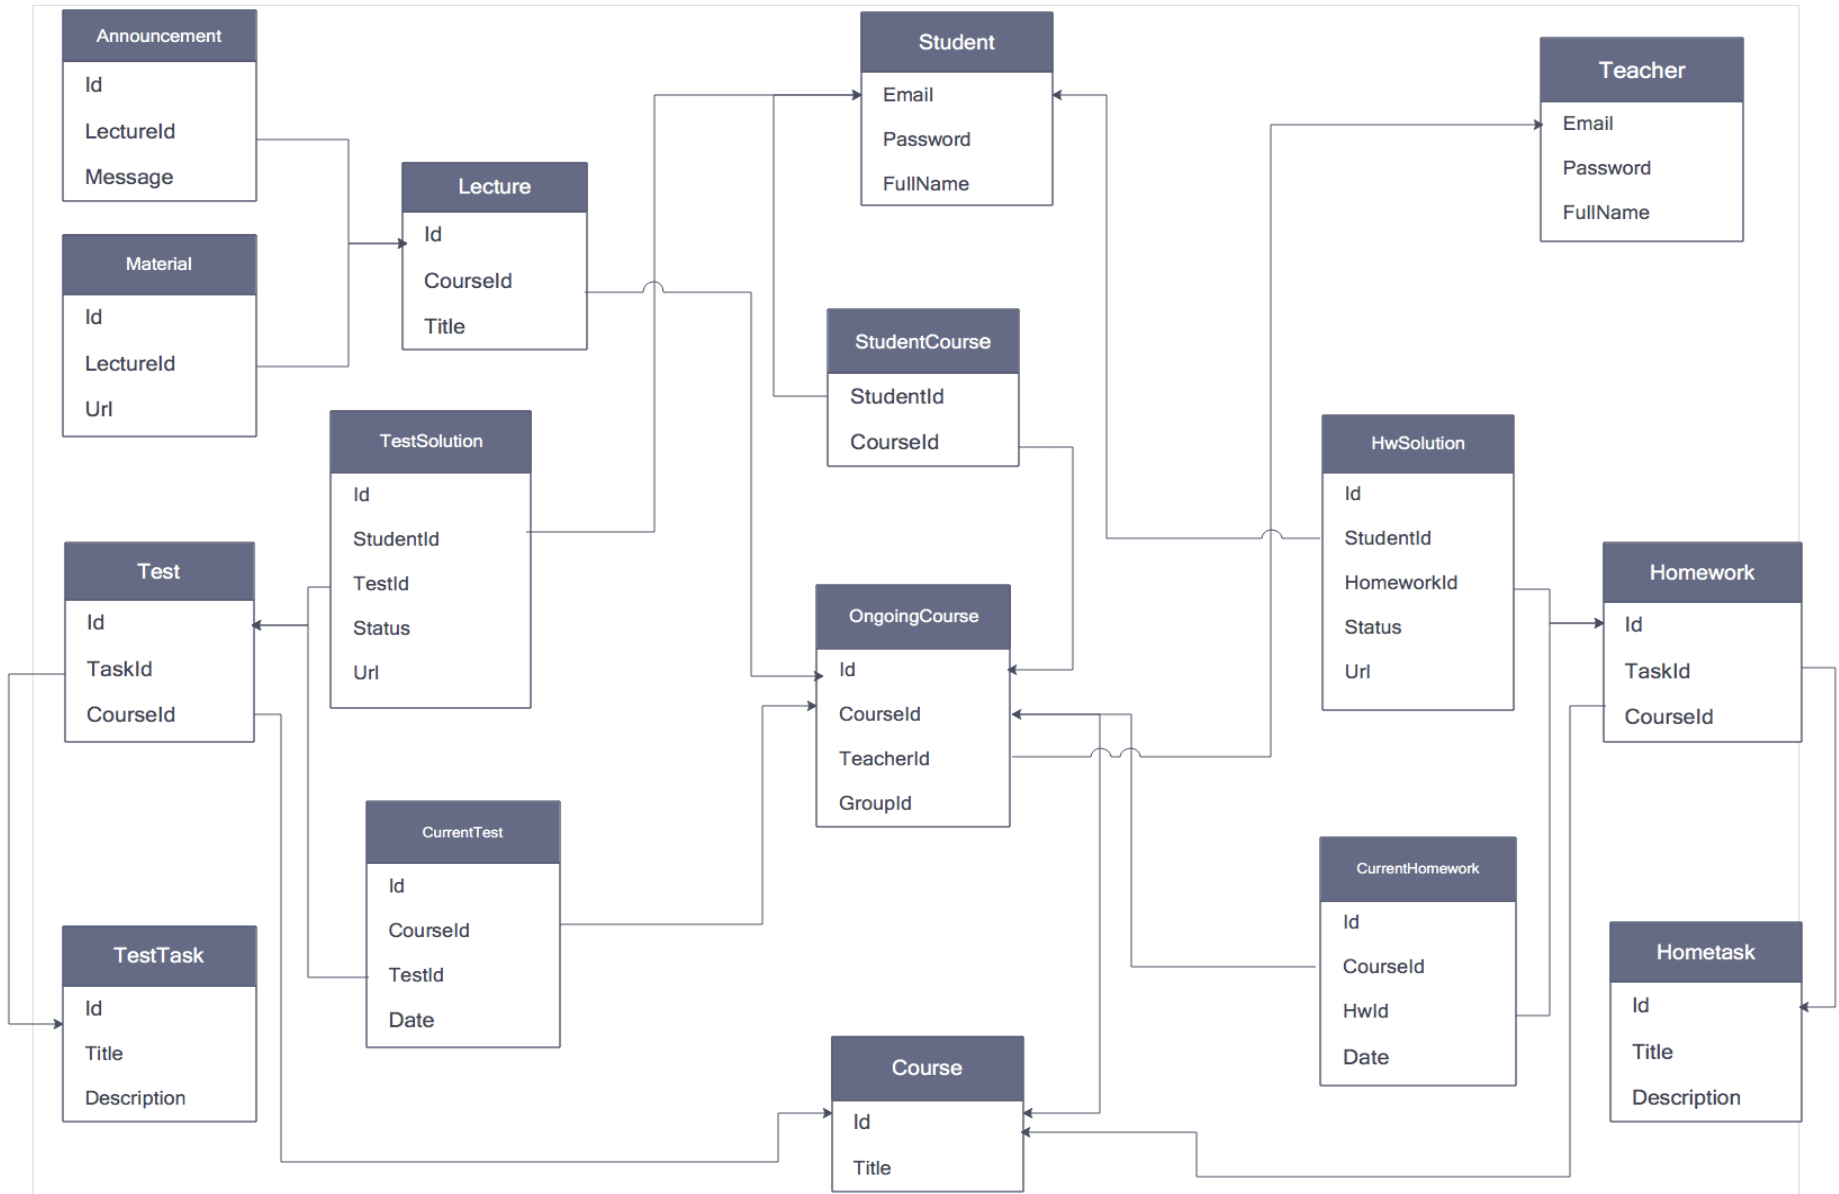 Announcement
Id
LectureId
Message
Material
Id
LectureId
Url
Lecture
Id
CourseId
Title
Student
Email
Password
FullName
Teacher
Email
Password
FullName
StudentCourse
StudentId
CourseId
TestSolution
Id
StudentId
TestId
Status
Url
HwSolution
Id
StudentId
HomeworkId
Status
Url
Test
Id
TaskId
CourseId
OngoingCourse
Id
CourseId
TeacherId
GroupId
Homework
Id
TaskId
CourseId
CurrentTest
Id
CourseId
TestId
Date
CurrentHomework
Id
CourseId
HwId
Date
TestTask
Id
Title
Description
Course
Id
Title
Hometask
Id
Title
Description